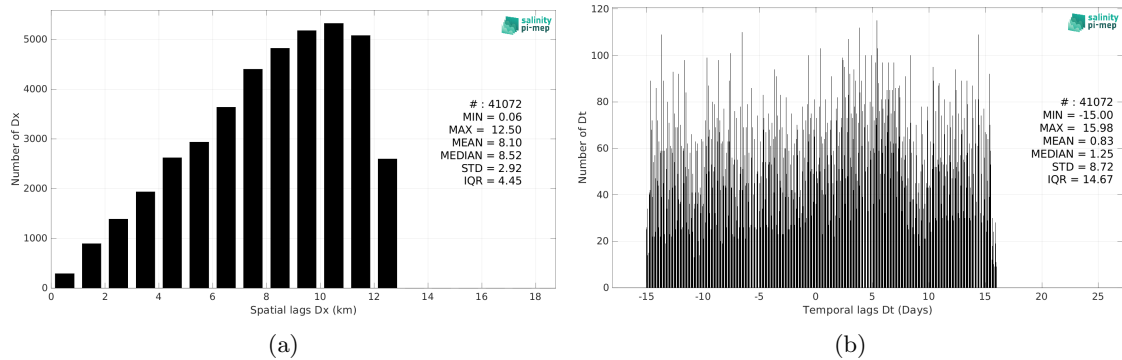 salinity
pi-mep
Number of Dx
5000
4000
3000
2000
1000
0
# : 41072
MIN = 0.06
MAX = 12.50
MEAN = 8.10
MEDIAN = 8.52
STD = 2.92
IQR = 4.45
0 2 4 6 8 10 12 14 16 18
Spatial lags Dx (km)
(a)
salinity
pi-mep
Number of Dt
120
100
80
60
40
20
0
# : 41072
MIN = -15.00
MAX = 15.98
MEAN = 0.83
MEDIAN = 1.25
STD = 8.72
IQR = 14.67
-15 -10 -5 0 5 10 15 20 25
Temporal lags Dt (Days)
(b)